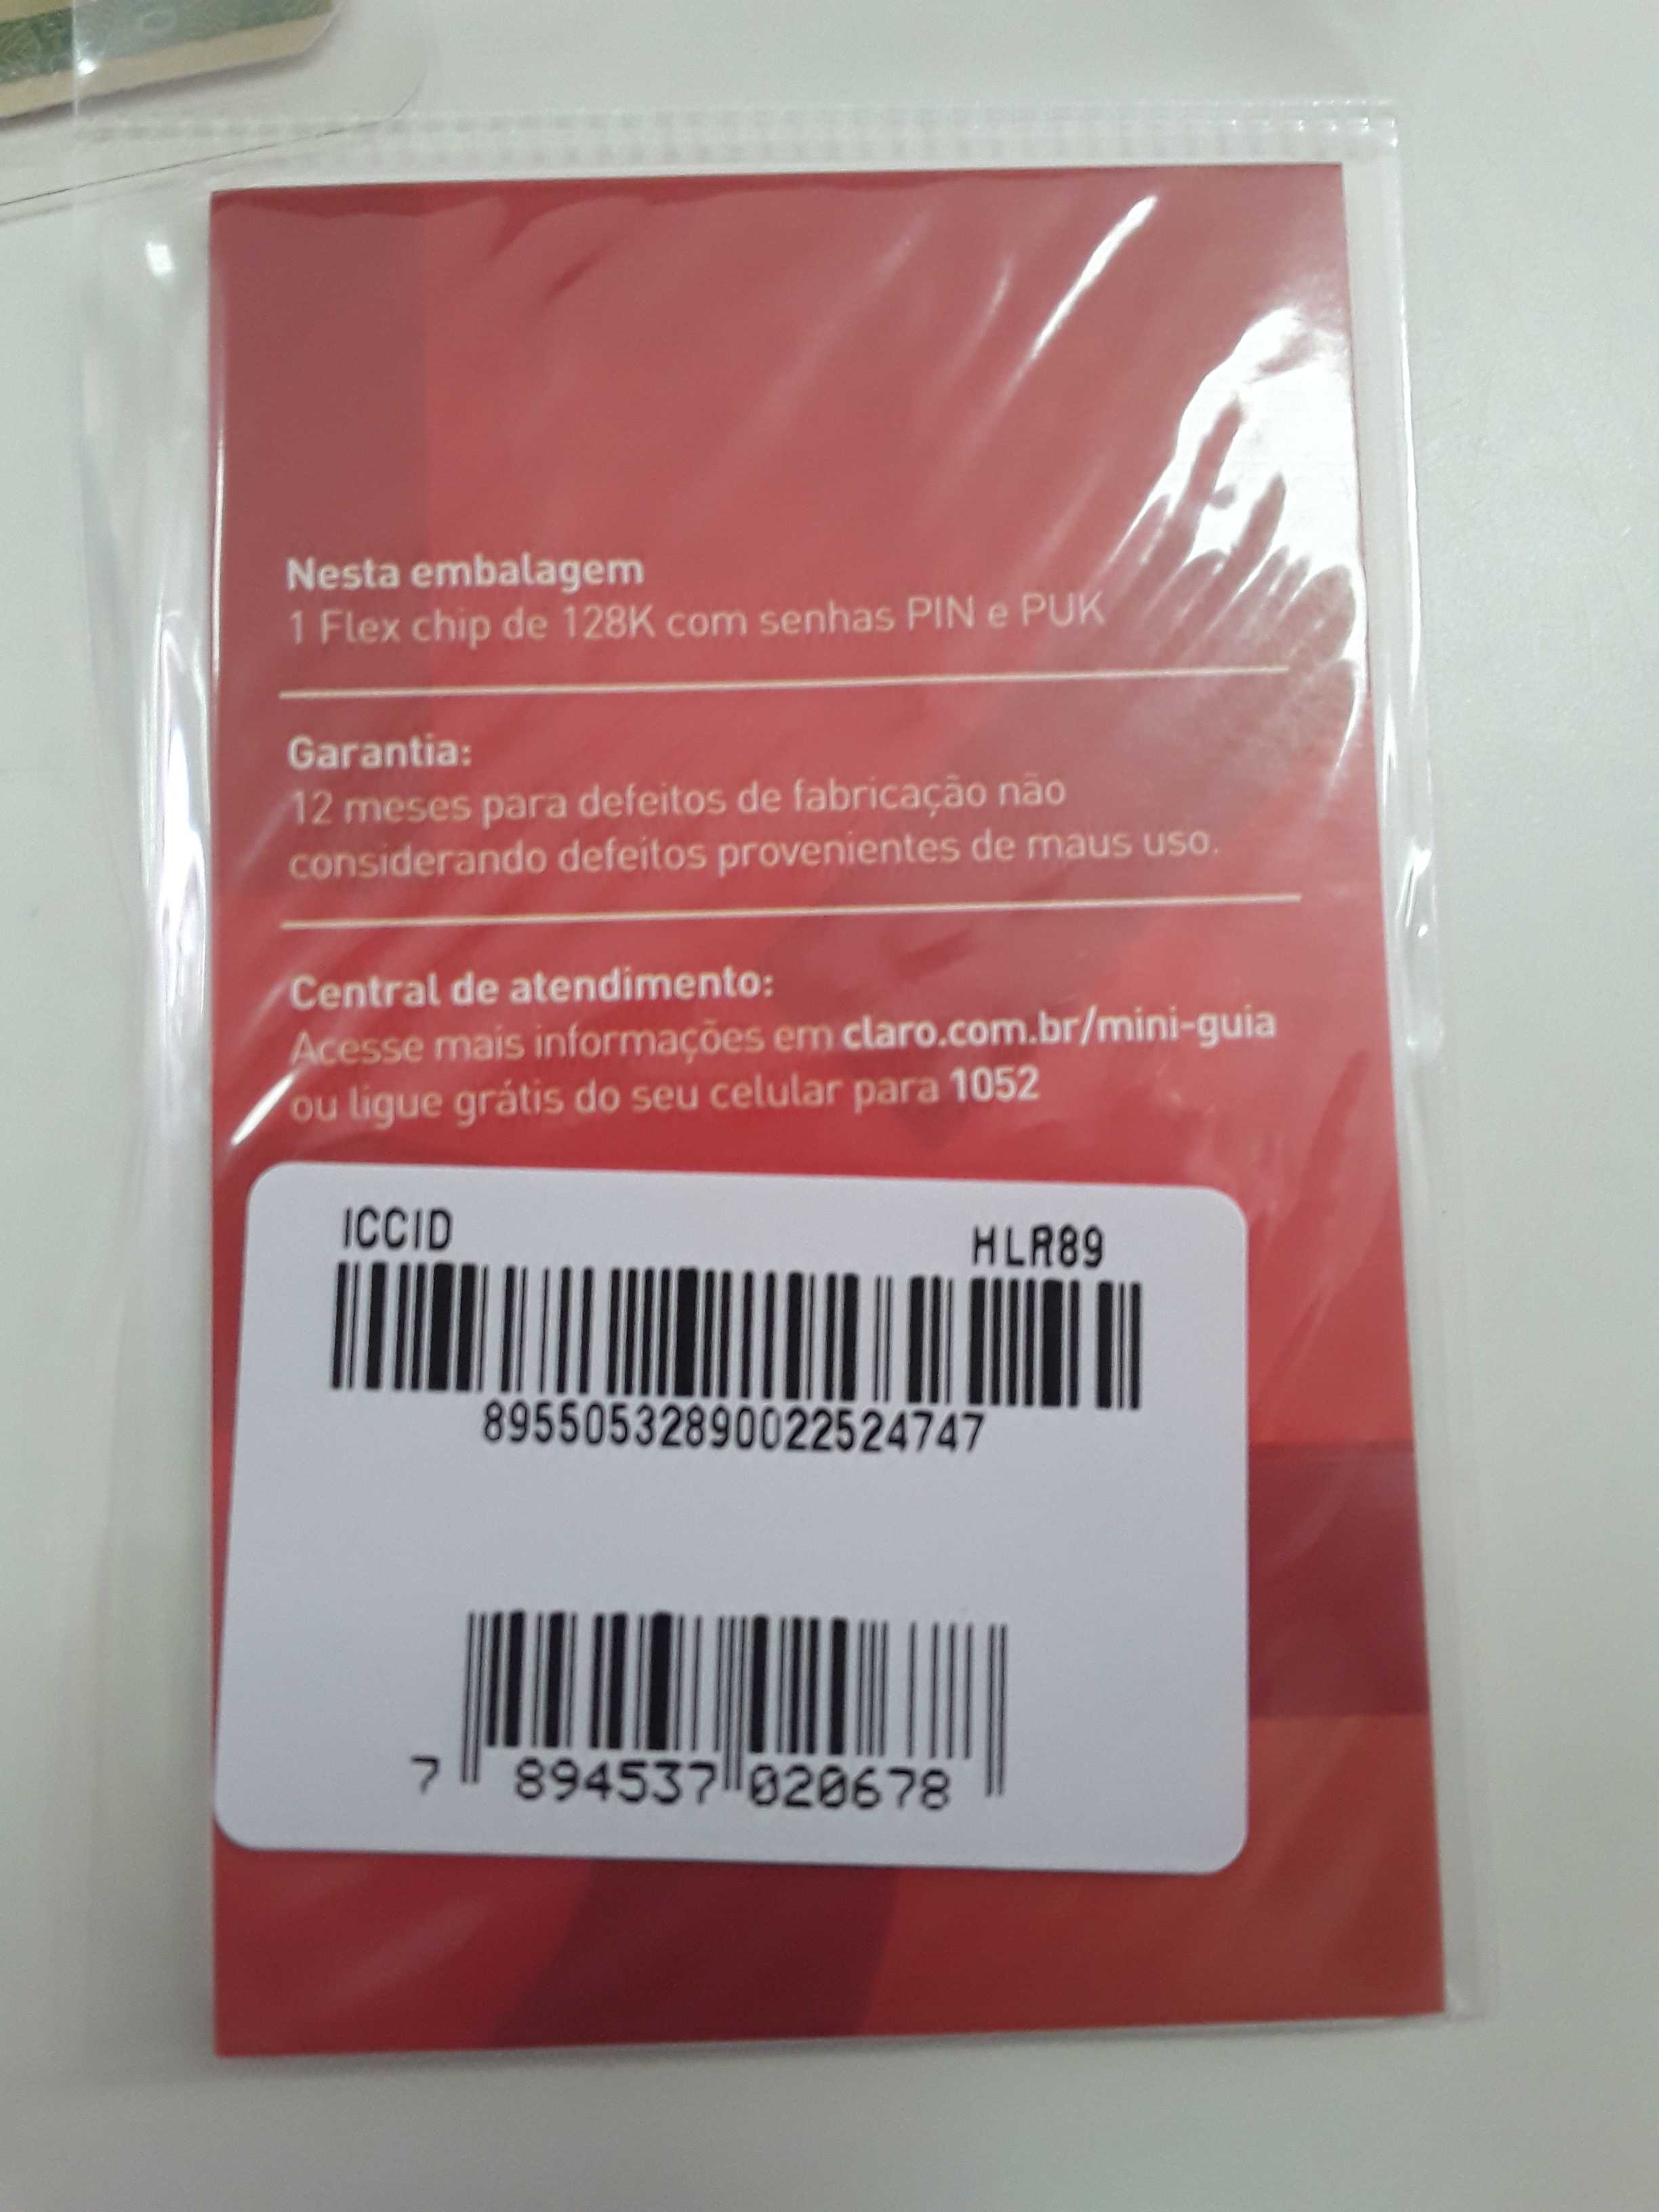 Nesta embalagem
1 Flex chip de 128K com senhas PIN e PUK
Garantia:
12 meses para defeitos de fabricação não
considerando defeitos provenientes de maus uso.
Central de atendimento:
Acesse mais informações em claro.com.br/mini-guia
ou ligue grátis do seu celular para 1052
ICCID HLR89
89550532890022524747
7 894537 020678